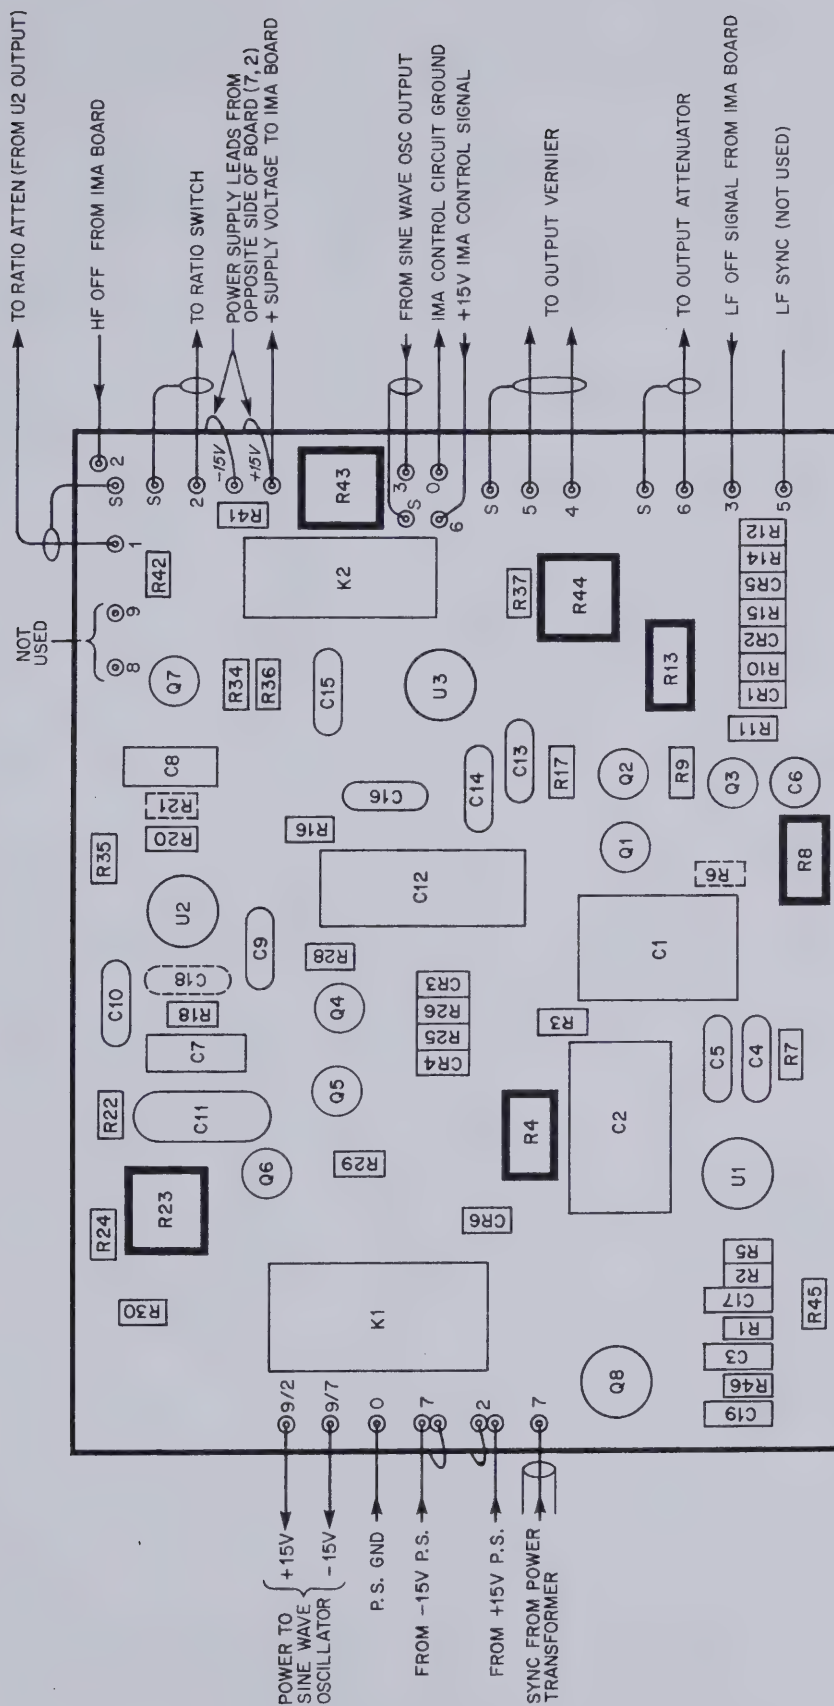 TO RATIO ATTEN (FROM U2 OUTPUT)
HF OFF FROM IMA BOARD
TO RATIO SWITCH
POWER SUPPLY LEADS FROM
OPPOSITE SIDE OF BOARD (7,2)
+ SUPPLY VOLTAGE TO IMA BOARD
FROM SINE WAVE OSC OUTPUT
IMA CONTROL CIRCUIT GROUND
+15V IMA CONTROL SIGNAL
TO OUTPUT VERNIER
TO OUTPUT ATTENUATOR
LF OFF SIGNAL FROM IMA BOARD
LF SYNC (NOT USED)
NOT
USED
8
9
1
S
2
S
2
-15V
+15V
3
S
0
6
S
5
4
S
6
3
5
R42
R41
R43
K2
Q7
R34
R36
C15
U3
R37
R44
R13
R12
R14
CR5
R15
CR2
R10
CR1
R11
C8
R21
R20
R35
R16
C16
C14
C13
R17
Q2
R9
Q3
C6
U2
C12
Q1
R6
R8
C10
C18
R18
C9
R28
Q4
CR3
R26
R25
CR4
R3
C1
C7
R22
C11
Q5
R4
C2
C5
C4
R7
R24
R23
Q6
R29
CR6
U1
R30
K1
Q8
R5
R2
C17
R1
C3
R46
C19
R45
9/2
9/7
0
7
2
7
POWER TO
SINE WAVE
OSCILLATOR
+15V
-15V
P.S. GND
FROM -15V P.S.
FROM +15V P.S.
SYNC FROM POWER
TRANSFORMER